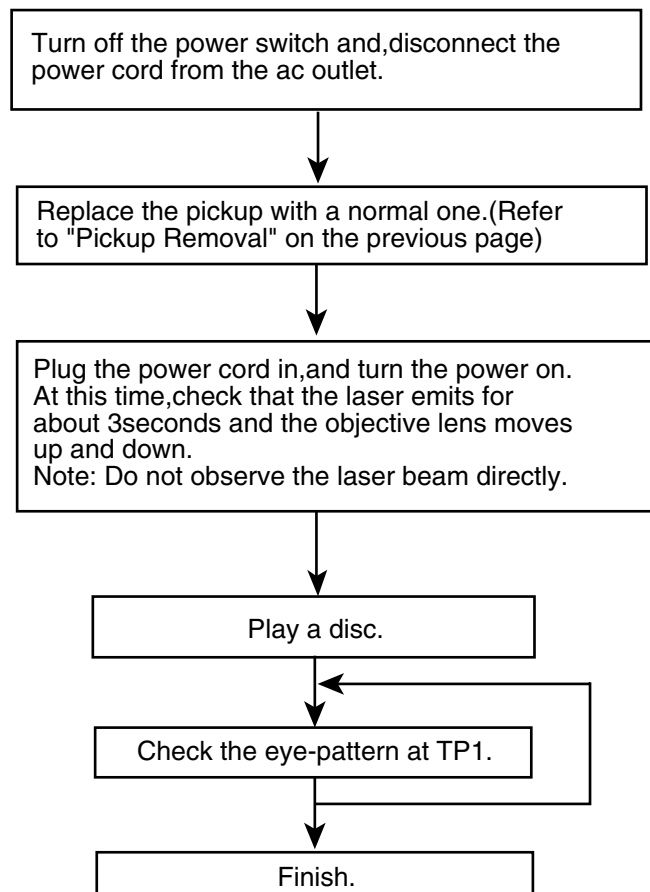 Turn off the power switch and,disconnect the
power cord from the ac outlet.
Replace the pickup with a normal one.(Refer
to "Pickup Removal" on the previous page)
Plug the power cord in,and turn the power on.
At this time,check that the laser emits for
about 3seconds and the objective lens moves
up and down.
Note: Do not observe the laser beam directly.
Play a disc.
Check the eye-pattern at TP1.
Finish.